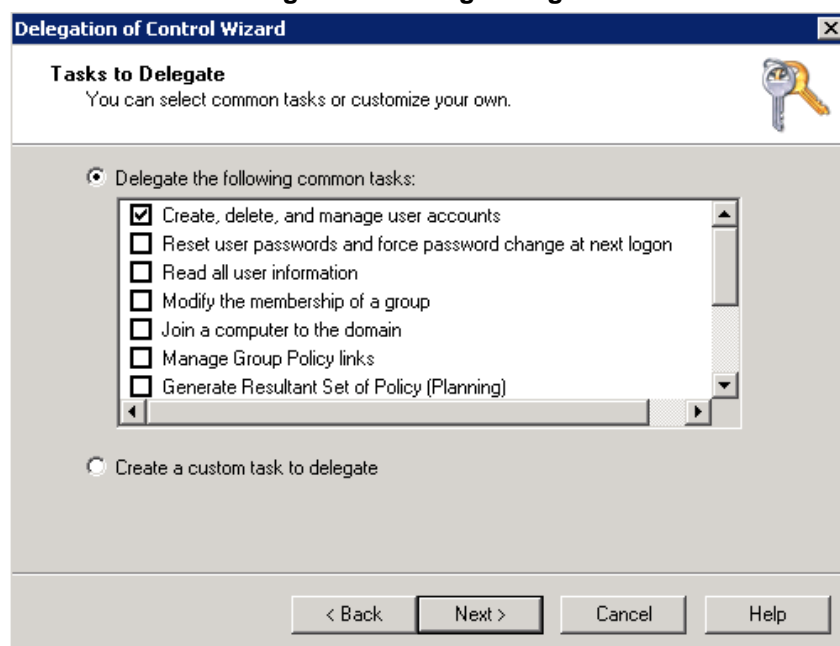 Delegation of Control Wizard
Tasks to Delegate
You can select common tasks or customize your own.
Delegate the following common tasks:
Create, delete, and manage user accounts
Reset user passwords and force password change at next logon
Read all user information
Modify the membership of a group
Join a computer to the domain
Manage Group Policy links
Generate Resultant Set of Policy (Planning)
Create a custom task to delegate
< Back Next > Cancel Help